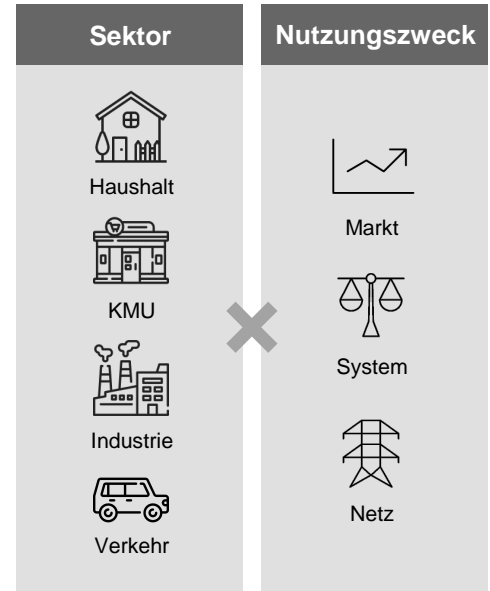 Sektor
Haushalt
KMU
Industrie
Verkehr
Nutzungszweck
Markt
System
Netz